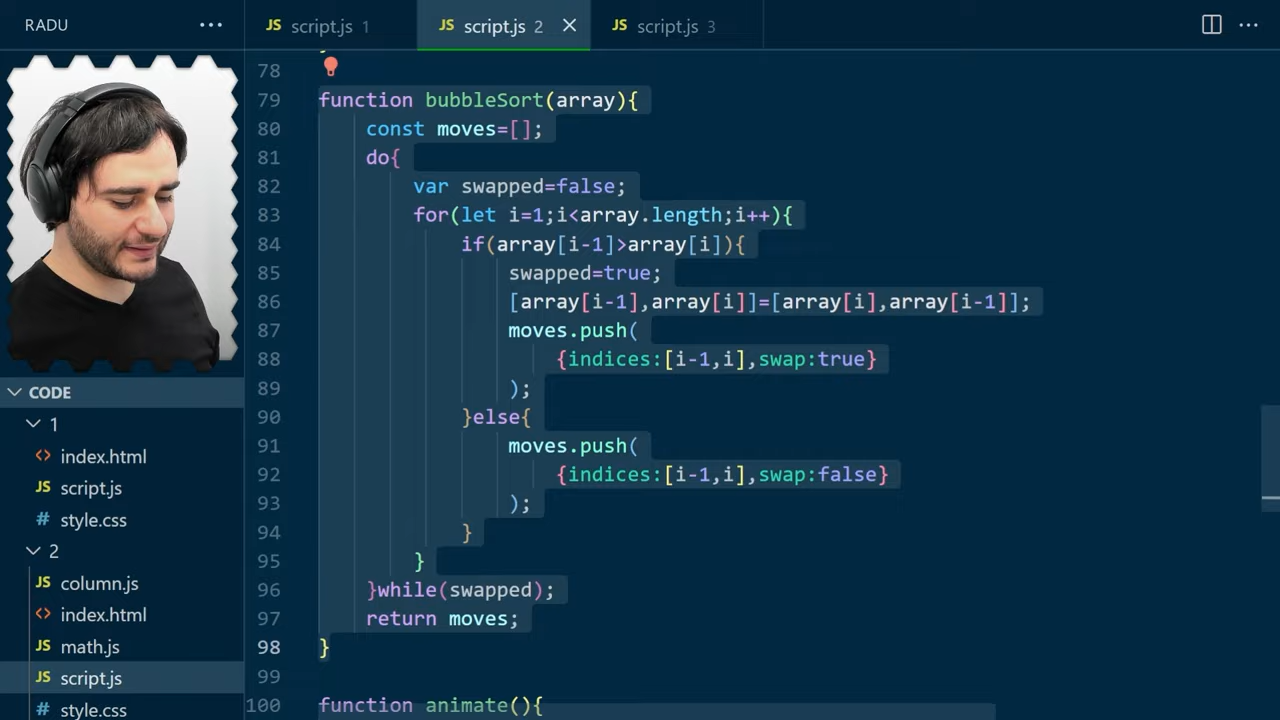 RADU ···
JS script.js 1
JS script.js 2
JS script.js 3
···
78
79 function bubbleSort(array){
80     const moves=[];
81     do{
82         var swapped=false;
83         for(let i=1;i<array.length;i++){
84             if(array[i-1]>array[i]){
85                 swapped=true;
86                 [array[i-1],array[i]]=[array[i],array[i-1]];
87                 moves.push(
88                     {indices:[i-1,i],swap:true}
89                 );
90             }else{
91                 moves.push(
92                     {indices:[i-1,i],swap:false}
93                 );
94             }
95         }
96     }while(swapped);
97     return moves;
98 }
99
100 function animate(){
CODE
1
<> index.html
JS script.js
# style.css
2
JS column.js
<> index.html
JS math.js
JS script.js
# style.css